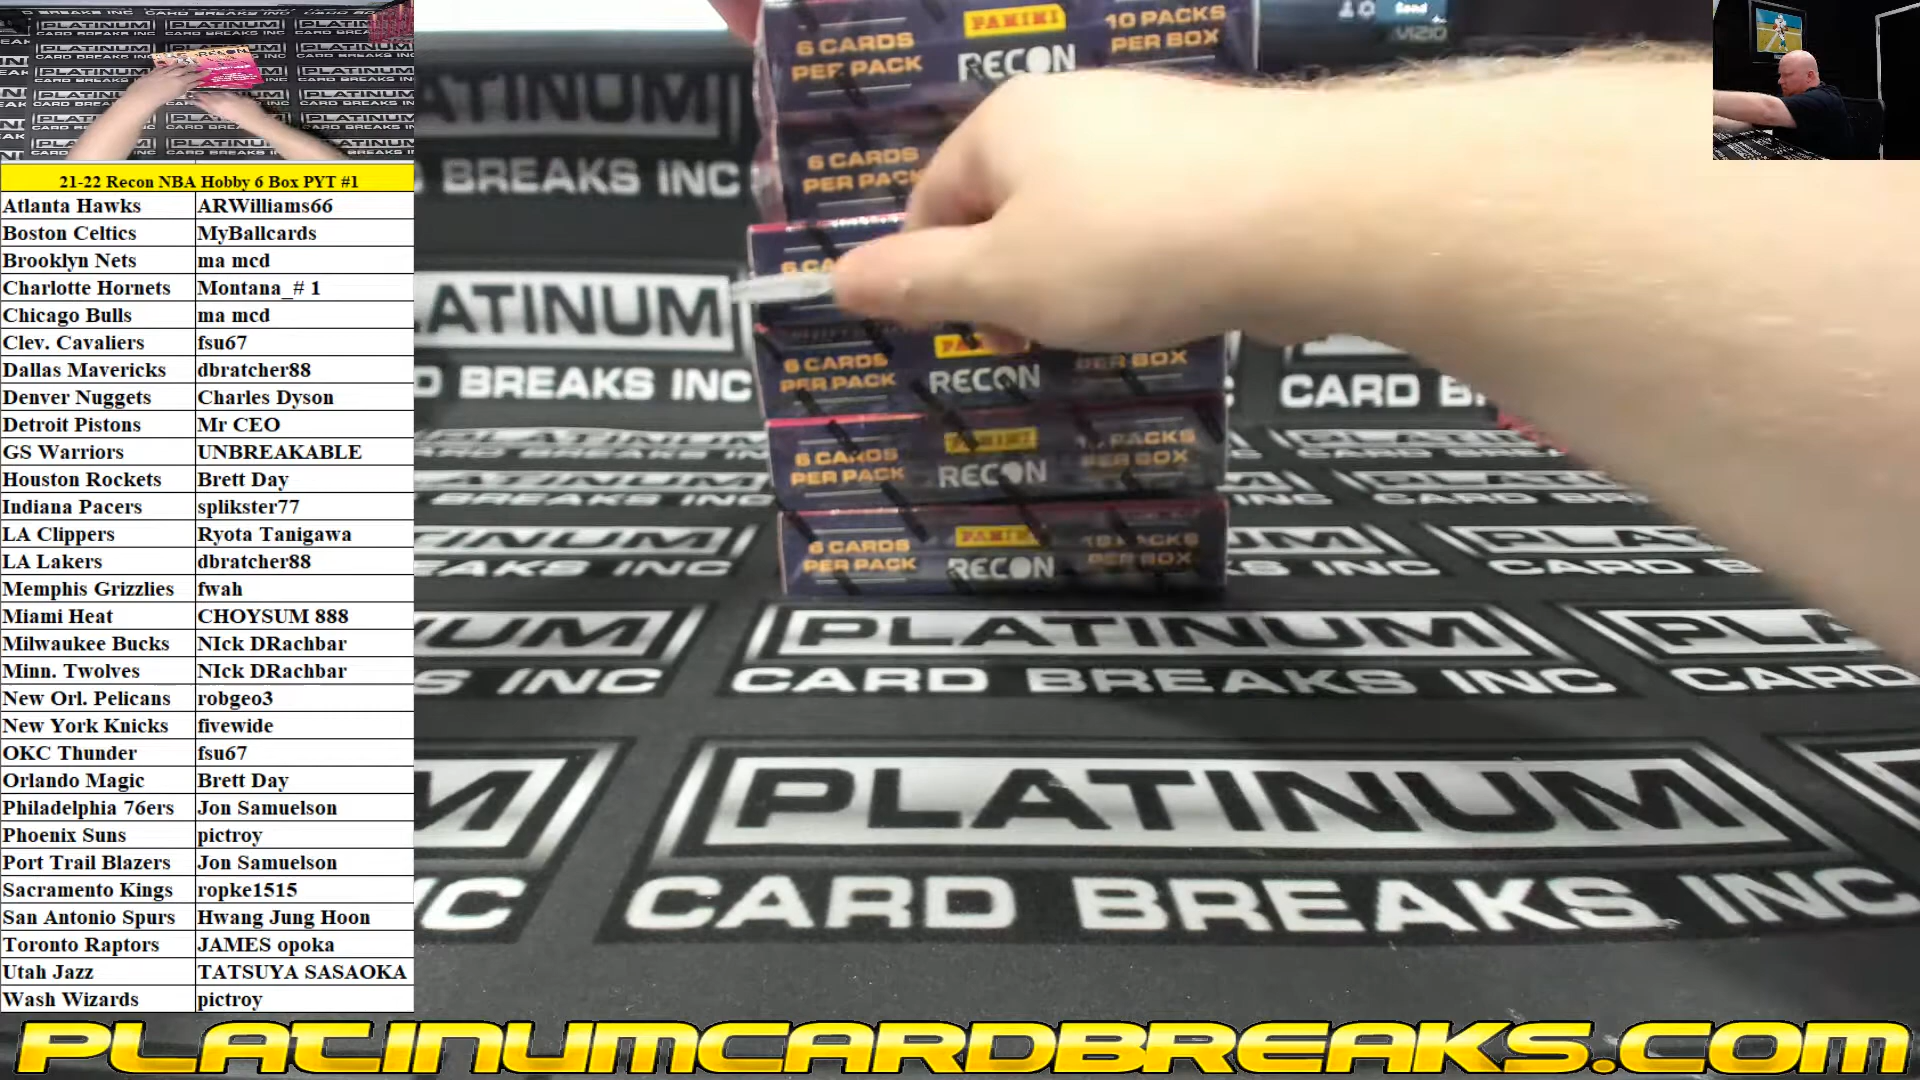 21-22 Recon NBA Hobby 6 Box PYT #1
Atlanta Hawks ARWilliams66
Boston Celtics MyBallcards
Brooklyn Nets ma mcd
Charlotte Hornets Montana_# 1
Chicago Bulls ma mcd
Clev. Cavaliers fsu67
Dallas Mavericks dbratcher88
Denver Nuggets Charles Dyson
Detroit Pistons Mr CEO
GS Warriors UNBREAKABLE
Houston Rockets Brett Day
Indiana Pacers splikster77
LA Clippers Ryota Tanigawa
LA Lakers dbratcher88
Memphis Grizzlies fwah
Miami Heat CHOYSUM 888
Milwaukee Bucks NIck DRachbar
Minn. Twolves NIck DRachbar
New Orl. Pelicans robgeo3
New York Knicks fivewide
OKC Thunder fsu67
Orlando Magic Brett Day
Philadelphia 76ers Jon Samuelson
Phoenix Suns pictroy
Port Trail Blazers Jon Samuelson
Sacramento Kings ropke1515
San Antonio Spurs Hwang Jung Hoon
Toronto Raptors JAMES opoka
Utah Jazz TATSUYA SASAOKA
Wash Wizards pictroy
6 CARDS PER PACK PANINI RECON 10 PACKS PER BOX
6 CARDS PER PACK
6 CARDS PER PACK RECON PER BOX
6 CARDS PER PACK PANINI RECON PACKS PER BOX
6 CARDS PER PACK PANINI RECON 10 PACKS PER BOX
Send
VIZIO
PLATINUM
CARD BREAKS INC
PLATINUM
CARD BREAKS INC
PLATINUMCARDBREAKS.COM